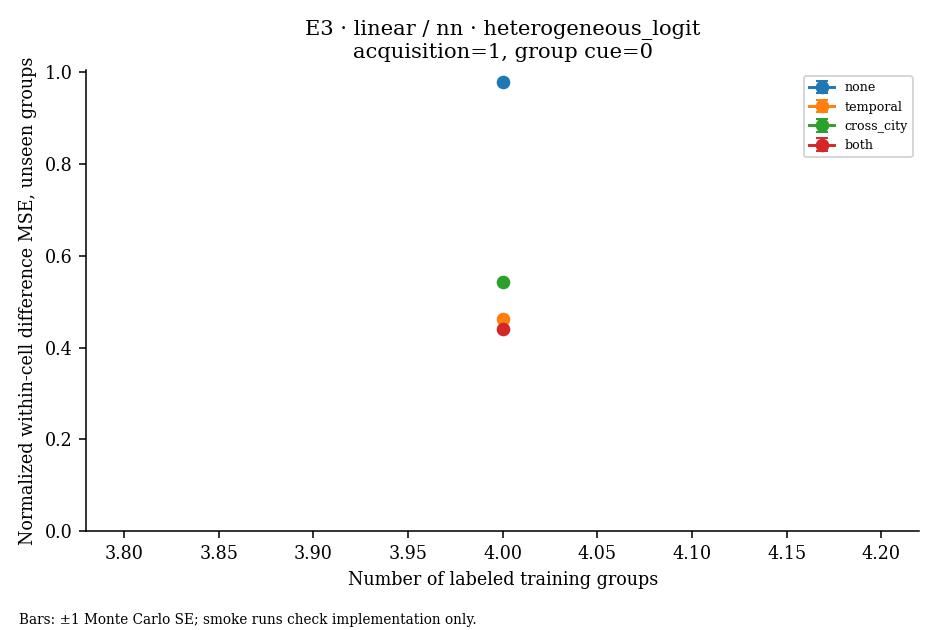 E3 · linear / nn · heterogeneous_logit
acquisition=1, group cue=0
Normalized within-cell difference MSE, unseen groups
1.0
0.8
0.6
0.4
0.2
0.0
none
temporal
cross_city
both
3.80 3.85 3.90 3.95 4.00 4.05 4.10 4.15 4.20
Number of labeled training groups
Bars: ±1 Monte Carlo SE; smoke runs check implementation only.